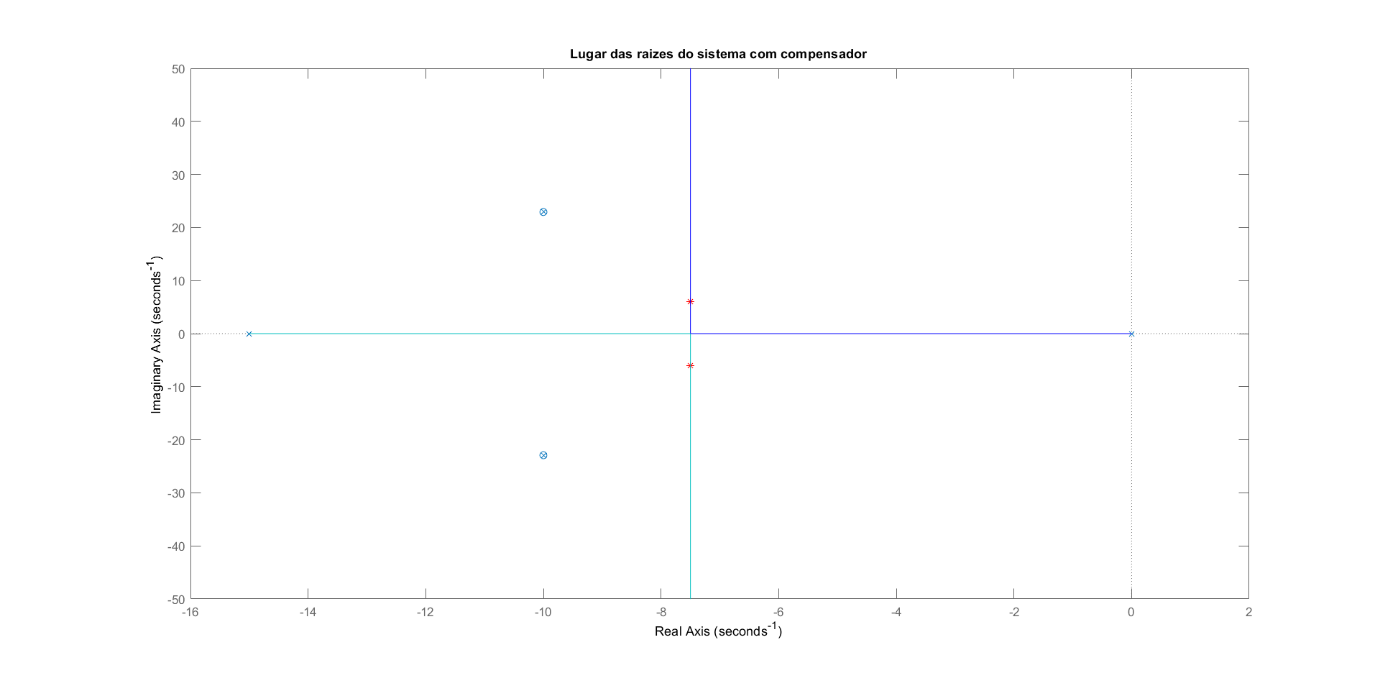 Lugar das raizes do sistema com compensador
50
40
30
20
10
0
-10
-20
-30
-40
-50
Imaginary Axis (seconds⁻¹)
-16 -14 -12 -10 -8 -6 -4 -2 0 2
Real Axis (seconds⁻¹)